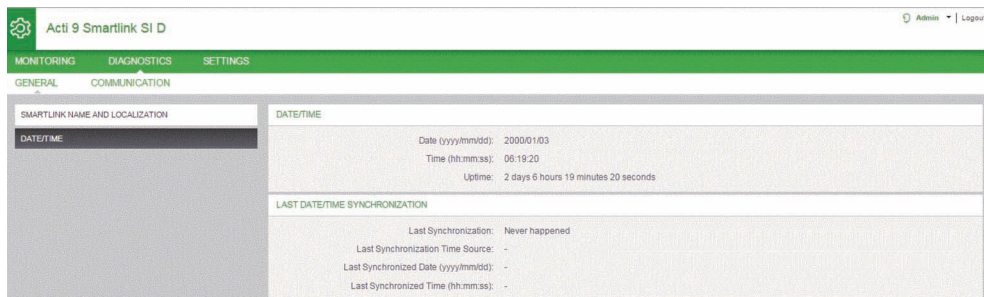 Acti 9 Smartlink SI D
Admin | Logou
MONITORING DIAGNOSTICS SETTINGS
GENERAL COMMUNICATION
SMARTLINK NAME AND LOCALIZATION
DATE/TIME
DATE/TIME
Date (yyyy/mm/dd): 2000/01/03
Time (hh:mm:ss): 06:19:20
Uptime: 2 days 6 hours 19 minutes 20 seconds
LAST DATE/TIME SYNCHRONIZATION
Last Synchronization: Never happened
Last Synchronization Time Source: -
Last Synchronized Date (yyyy/mm/dd): -
Last Synchronized Time (hh:mm:ss): -